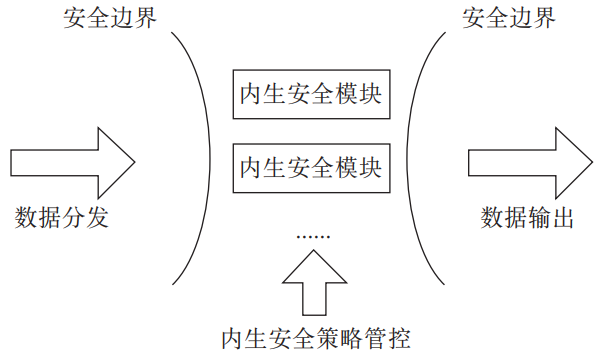 安全边界
安全边界
内生安全模块
内生安全模块
数据分发
数据输出
......
内生安全策略管控